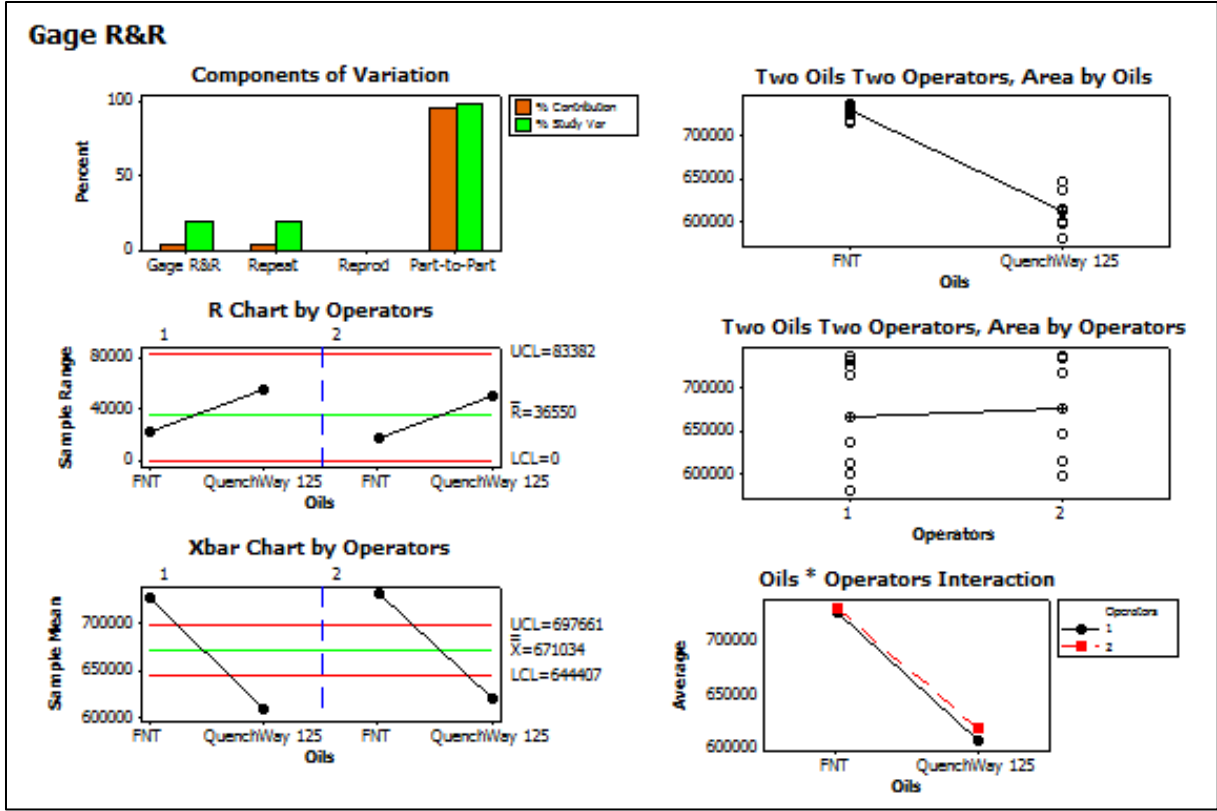 Gage R&R
Components of Variation
100
50
0
Percent
Gage R&R Repeat Reprod Part-to-Part
% Contribution
% Study Var
R Chart by Operators
1 2
80000
40000
0
Sample Range
UCL=83382
R=36550
LCL=0
FNT QuenchWay 125 FNT QuenchWay 125
Oils
Xbar Chart by Operators
1 2
700000
650000
600000
Sample Mean
UCL=697661
X=671034
LCL=644407
FNT QuenchWay 125 FNT QuenchWay 125
Oils
Two Oils Two Operators, Area by Oils
700000
650000
600000
FNT QuenchWay 125
Oils
Two Oils Two Operators, Area by Operators
700000
650000
600000
1 2
Operators
Oils * Operators Interaction
700000
650000
600000
Average
FNT QuenchWay 125
Oils
Operators
1
2